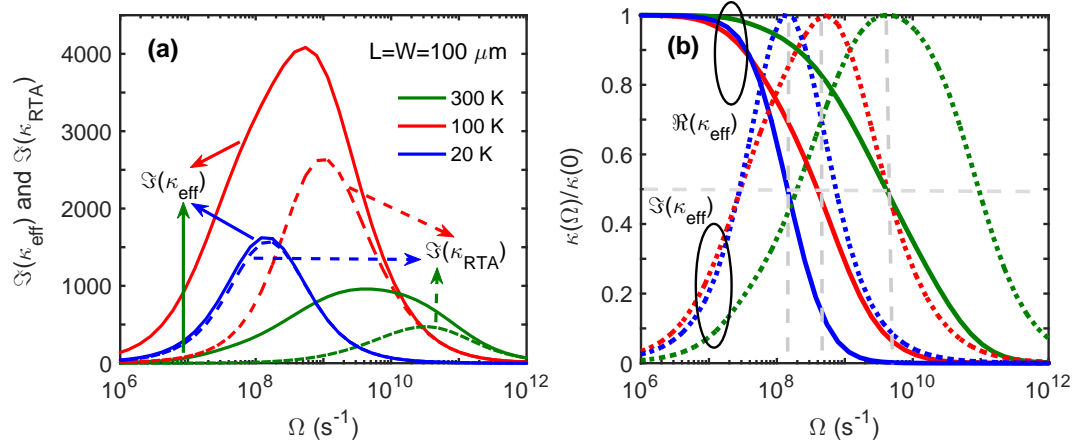 (a)
L=W=100 μm
300 K
100 K
20 K
ℑ(κeff)
ℑ(κRTA)
ℑ(κeff) and ℑ(κRTA)
4000
3000
2000
1000
0
10^6 10^8 10^10 10^12
Ω (s^-1)
(b)
ℜ(κeff)
ℑ(κeff)
κ(Ω)/κ(0)
1
0.8
0.6
0.4
0.2
0
10^6 10^8 10^10 10^12
Ω (s^-1)